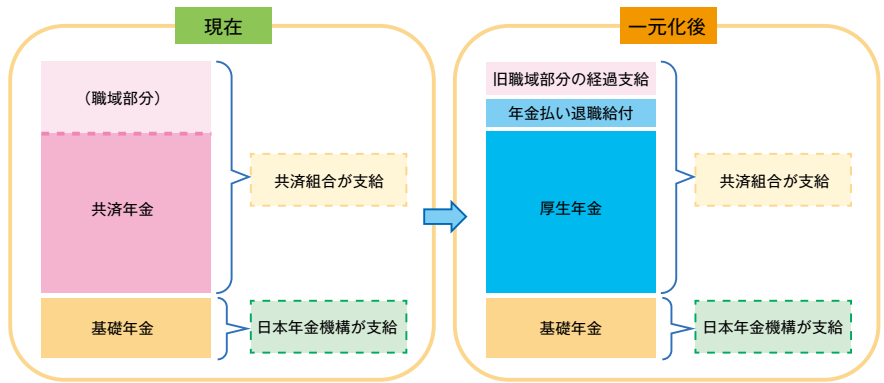 現在
（職域部分）
共済年金
基礎年金
共済組合が支給
日本年金機構が支給
一元化後
旧職域部分の経過支給
年金払い退職給付
厚生年金
基礎年金
共済組合が支給
日本年金機構が支給